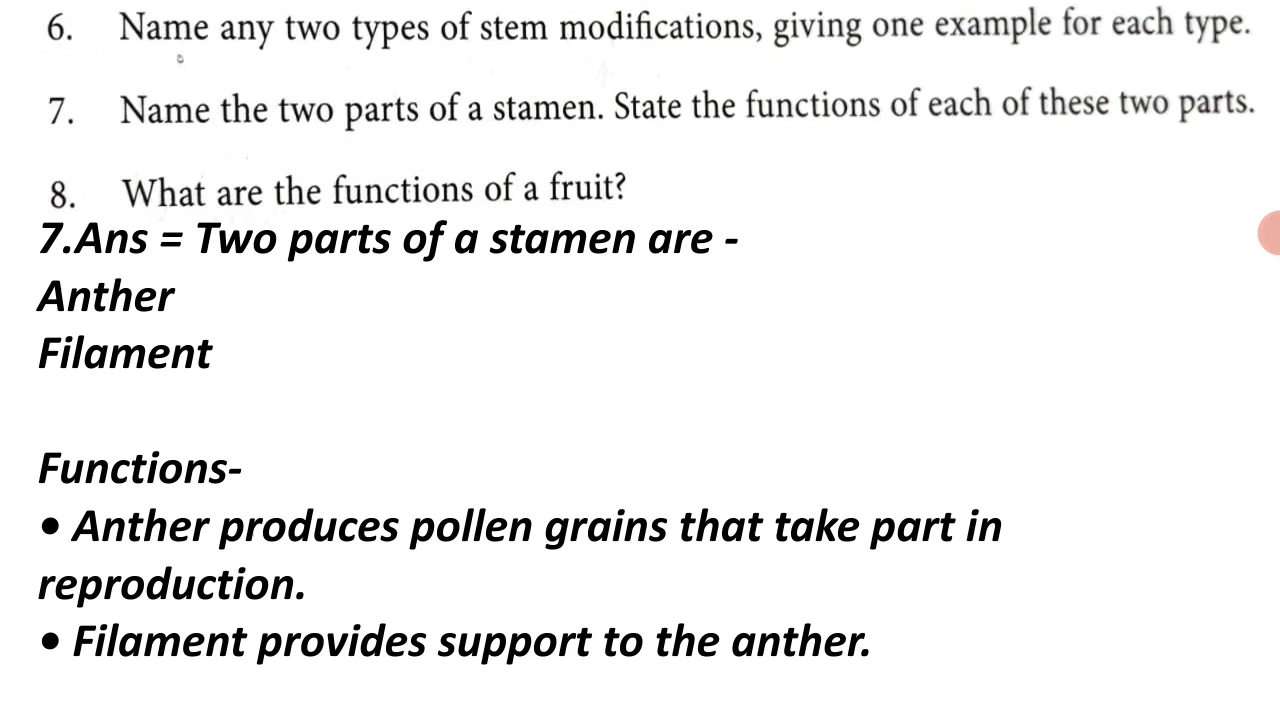 6. Name any two types of stem modifications, giving one example for each type.
7. Name the two parts of a stamen. State the functions of each of these two parts.
8. What are the functions of a fruit?
7.Ans = Two parts of a stamen are -
Anther
Filament
Functions-
• Anther produces pollen grains that take part in
reproduction.
• Filament provides support to the anther.